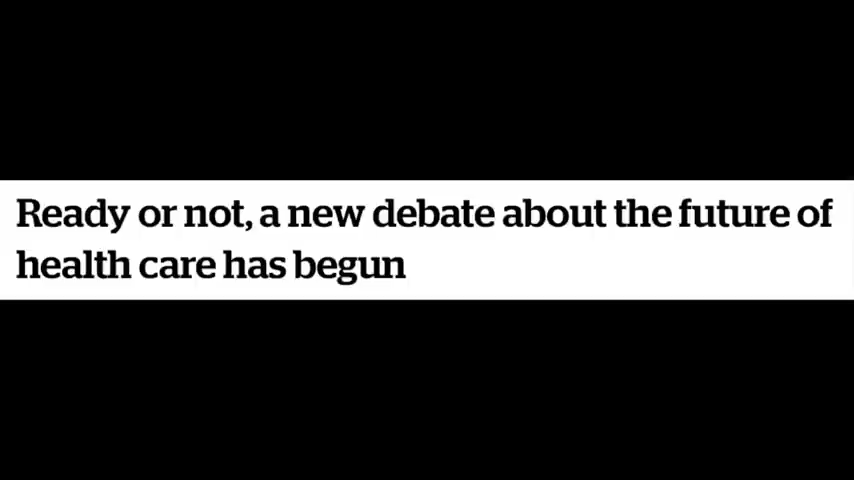 Ready or not, a new debate about the future of
health care has begun